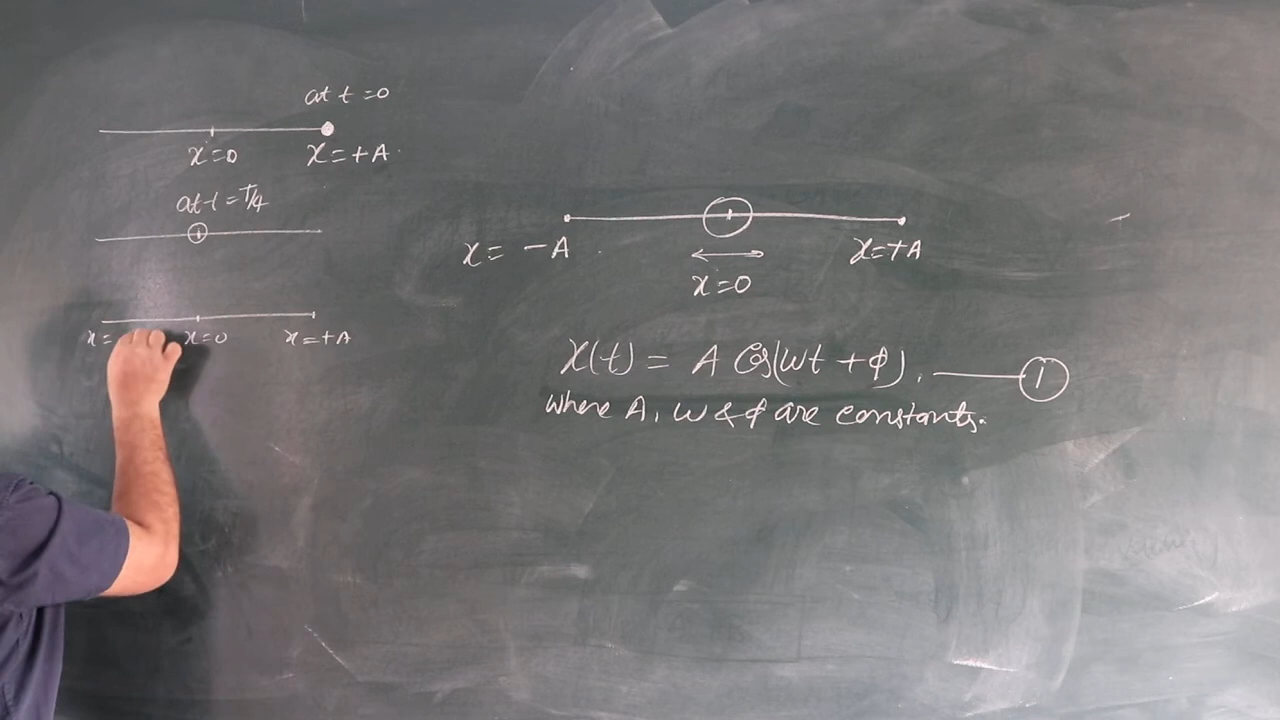 at t=0
x=0 x=+A
at t=T/4
x= x=0 x=+A
x= -A x=+A
x=0
x(t) = A Cos(ωt + φ). ①
where A, ω & φ are constants.